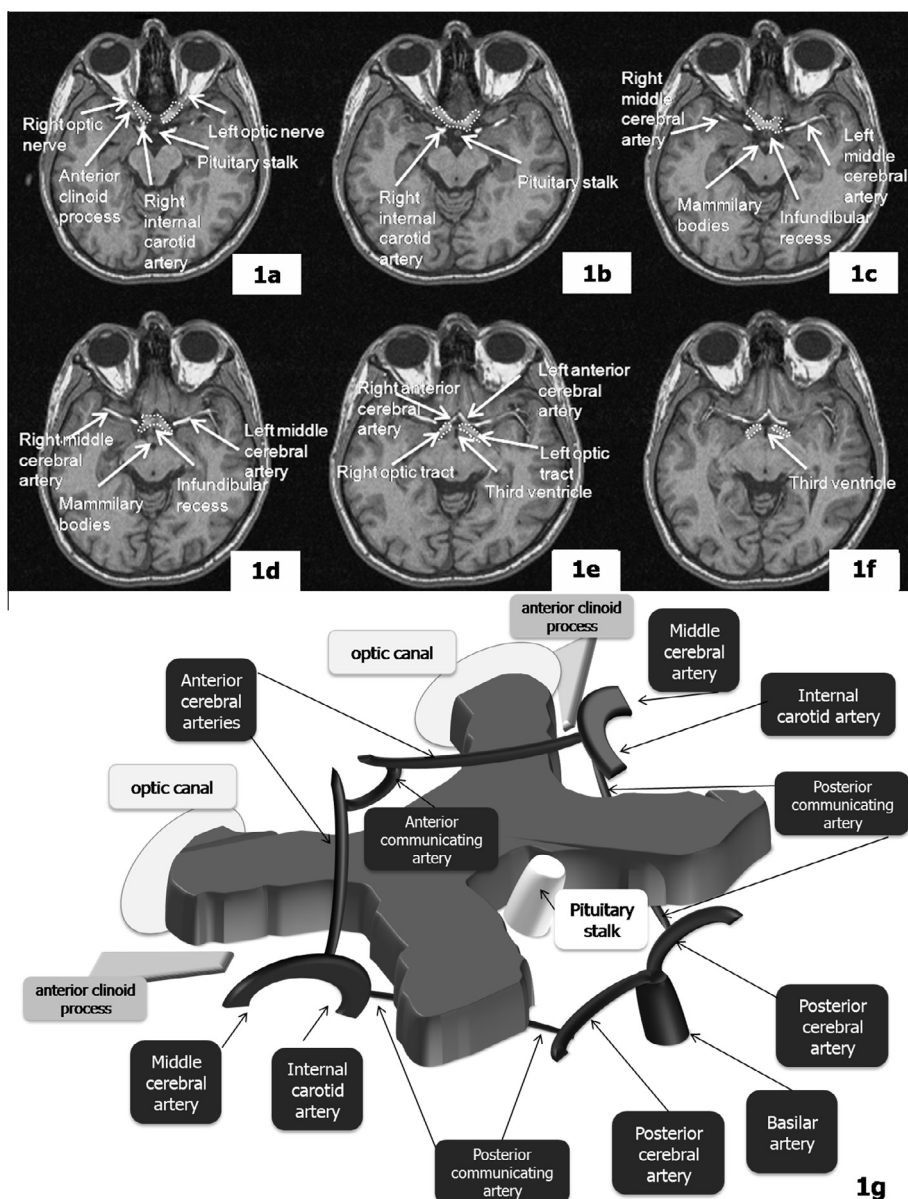 Right optic
nerve
Anterior
clinoid
process
Right
internal
carotid
artery
Left optic nerve
Pituitary stalk
1a
Right
internal
carotid
artery
Pituitary stalk
1b
Right
middle
cerebral
artery
Left
middle
cerebral
artery
Mammilary
bodies
Infundibular
recess
1c
Right middle
cerebral
artery
Mammilary
bodies
Infundibular
recess
Left middle
cerebral
artery
1d
Right anterior
cerebral
artery
Left anterior
cerebral
artery
Right optic tract
Left optic
tract
Third ventricle
1e
Third ventricle
1f
anterior clinoid
process
optic canal
Middle
cerebral
artery
Anterior
cerebral
arteries
Internal
carotid artery
optic canal
Anterior
communicating
artery
Posterior
communicating
artery
Pituitary
stalk
anterior clinoid
process
Middle
cerebral
artery
Internal
carotid
artery
Posterior
communicating
artery
Posterior
cerebral
artery
Posterior
cerebral
artery
Basilar
artery
1g